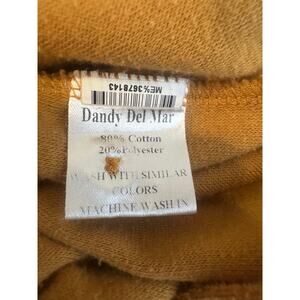 ME%3678143
Dandy Del Mar
80% Cotton
20%Polyester
WASH WITH SIMILAR
COLORS
MACHINE WASH IN